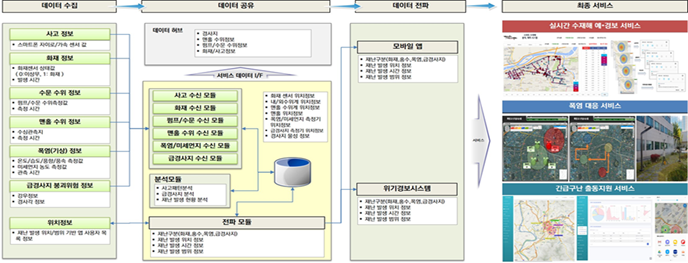 데이터 수집
데이터 공유
데이터 전파
최종 서비스
사고 정보
• 스마트폰 자이로/가속 센서 값
화재 정보
• 화재센서 상태값
( 0:이상무, 1: 화재 )
• 발생 시간
수문 수위 정보
• 펌프/수문 수위측정값
• 측정 시간
맨홀 수위 정보
• 수심관측치
• 측정 시간
폭염(기상) 정보
• 온도/습도/풍향/풍속 측정값
• 미세먼지 농도 측정값
• 관측 시간
급경사지 붕괴위험 정보
• 강우정보
• 경사각 정보
위치정보
• 재난 발생 위치/범위 기반 앱 사용자 목록 정보
데이터 허브
• 경사지
• 맨홀 수위정보
• 펌프/수문 수위정보
• 화재/사고정보
서비스 데이터 I/F
사고 수신 모듈
화재 수신 모듈
펌프/수문 수신 모듈
맨홀 수위 수신 모듈
폭염/미세먼지 수신 모듈
급경사지 수신 모듈
• 화재 센서 위치정보
• 내/외수위계 위치정보
• 맨홀 수위계 위치정보
• 맨홀 위치정보
• 폭염/미세먼지 측정기 위치정보
• 급경사지 측정기 위치정보
• 경사지 물성 정보
분석모듈
• 사고패턴분석
• 급경사지 분석
• 재난 발생 현황 분석
전파 모듈
• 재난구분(화재,홍수,폭염,급경사지)
• 재난 발생 위치 정보
• 재난 발생 시간 정보
• 재난 발생 범위 정보
모바일 앱
• 재난구분(화재,홍수,폭염,급경사지)
• 재난 발생 위치 정보
• 재난 발생 시간 정보
• 재난 발생 범위 정보
위기경보시스템
• 재난구분(화재,홍수,폭염,급경사지)
• 재난 발생 위치 정보
• 재난 발생 시간 정보
• 재난 발생 범위 정보
서비스
실시간 수재해 예·경보 서비스
폭염 대응 서비스
긴급구난 출동지원 서비스